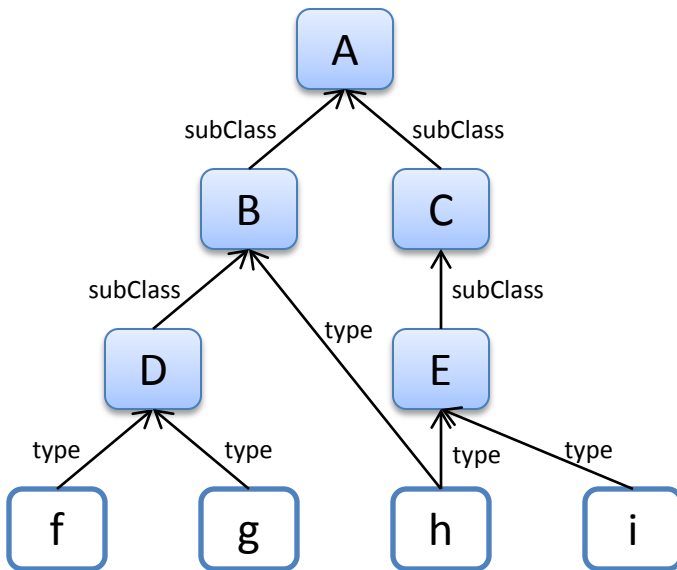 A
subClass subClass
B C
subClass subClass
type
D E
type type type type
f g h i